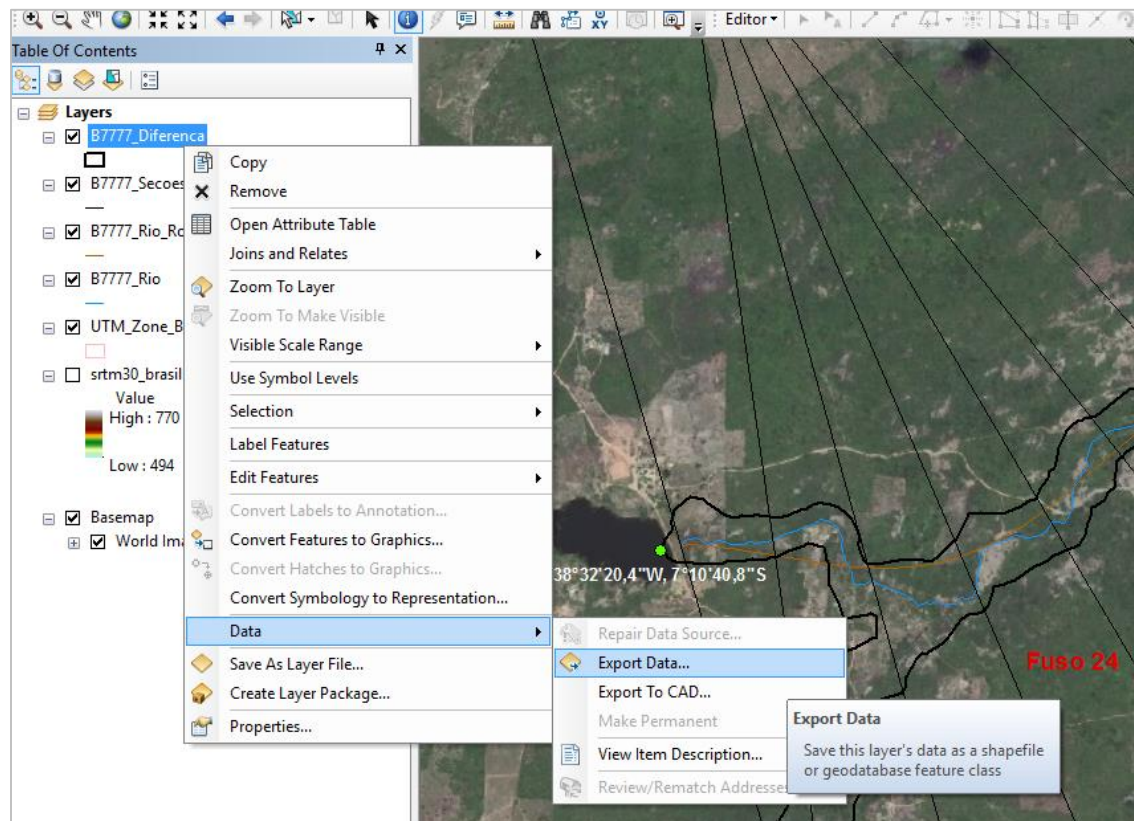 Editor
Table Of Contents
Layers
B7777_Diferenca
B7777_Secoes
B7777_Rio_Ro
B7777_Rio
UTM_Zone_B
srtm30_brasil
Value
High : 770
Low : 494
Basemap
World Ima
Copy
Remove
Open Attribute Table
Joins and Relates
Zoom To Layer
Zoom To Make Visible
Visible Scale Range
Use Symbol Levels
Selection
Label Features
Edit Features
Convert Labels to Annotation...
Convert Features to Graphics...
Convert Hatches to Graphics...
Convert Symbology to Representation...
Data
Save As Layer File...
Create Layer Package...
Properties...
38°32'20,4"W, 7°10'40,8"S
Repair Data Source...
Export Data...
Export To CAD...
Make Permanent
View Item Description...
Review/Rematch Addresses
Fuso 24
Export Data
Save this layer's data as a shapefile
or geodatabase feature class